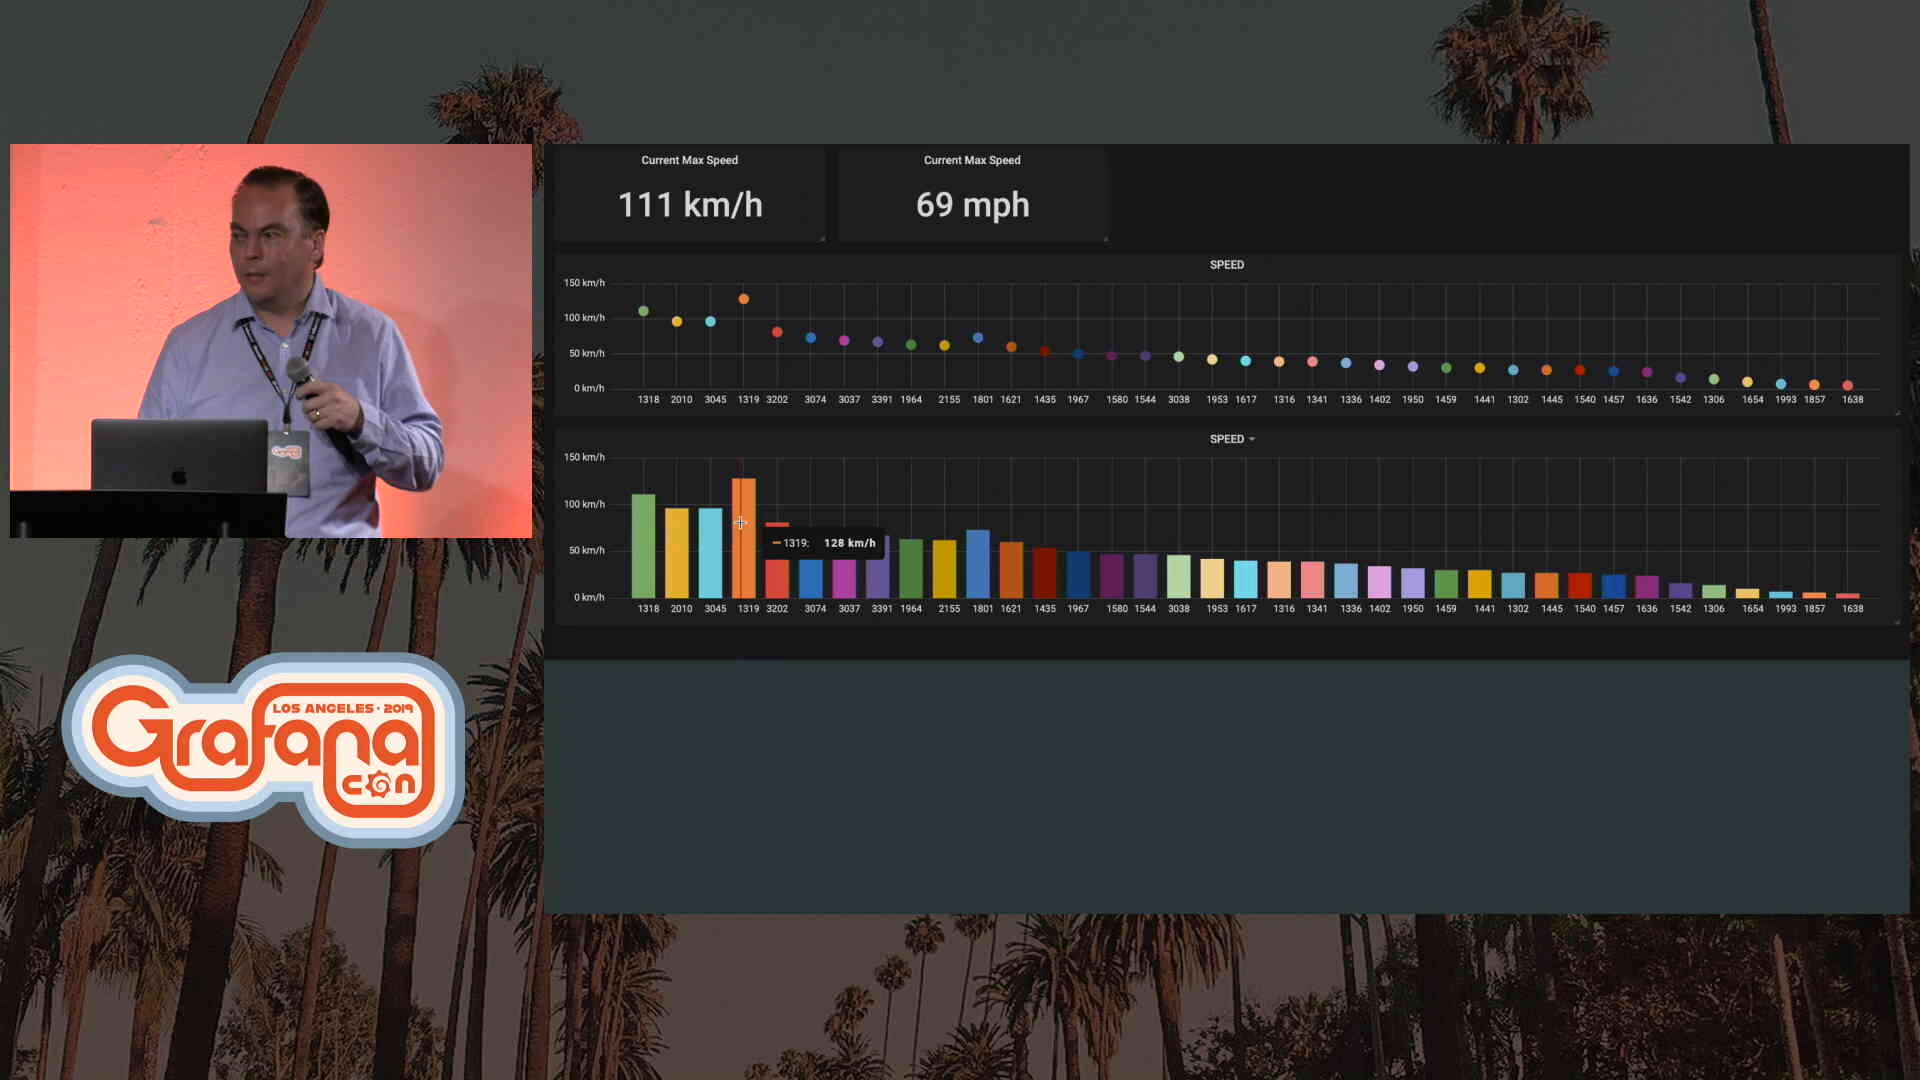 Current Max Speed
111 km/h
Current Max Speed
69 mph
SPEED
150 km/h
100 km/h
50 km/h
0 km/h
1318 2010 3045 1319 3202 3074 3037 3391 1964 2155 1801 1621 1435 1967 1580 1544 3038 1953 1617 1316 1341 1336 1402 1950 1459 1441 1302 1445 1540 1457 1636 1542 1306 1654 1993 1857 1638
SPEED
150 km/h
100 km/h
50 km/h
0 km/h
1319: 128 km/h
1318 2010 3045 1319 3202 3074 3037 3391 1964 2155 1801 1621 1435 1967 1580 1544 3038 1953 1617 1316 1341 1336 1402 1950 1459 1441 1302 1445 1540 1457 1636 1542 1306 1654 1993 1857 1638
LOS ANGELES · 2019
Grafana
con